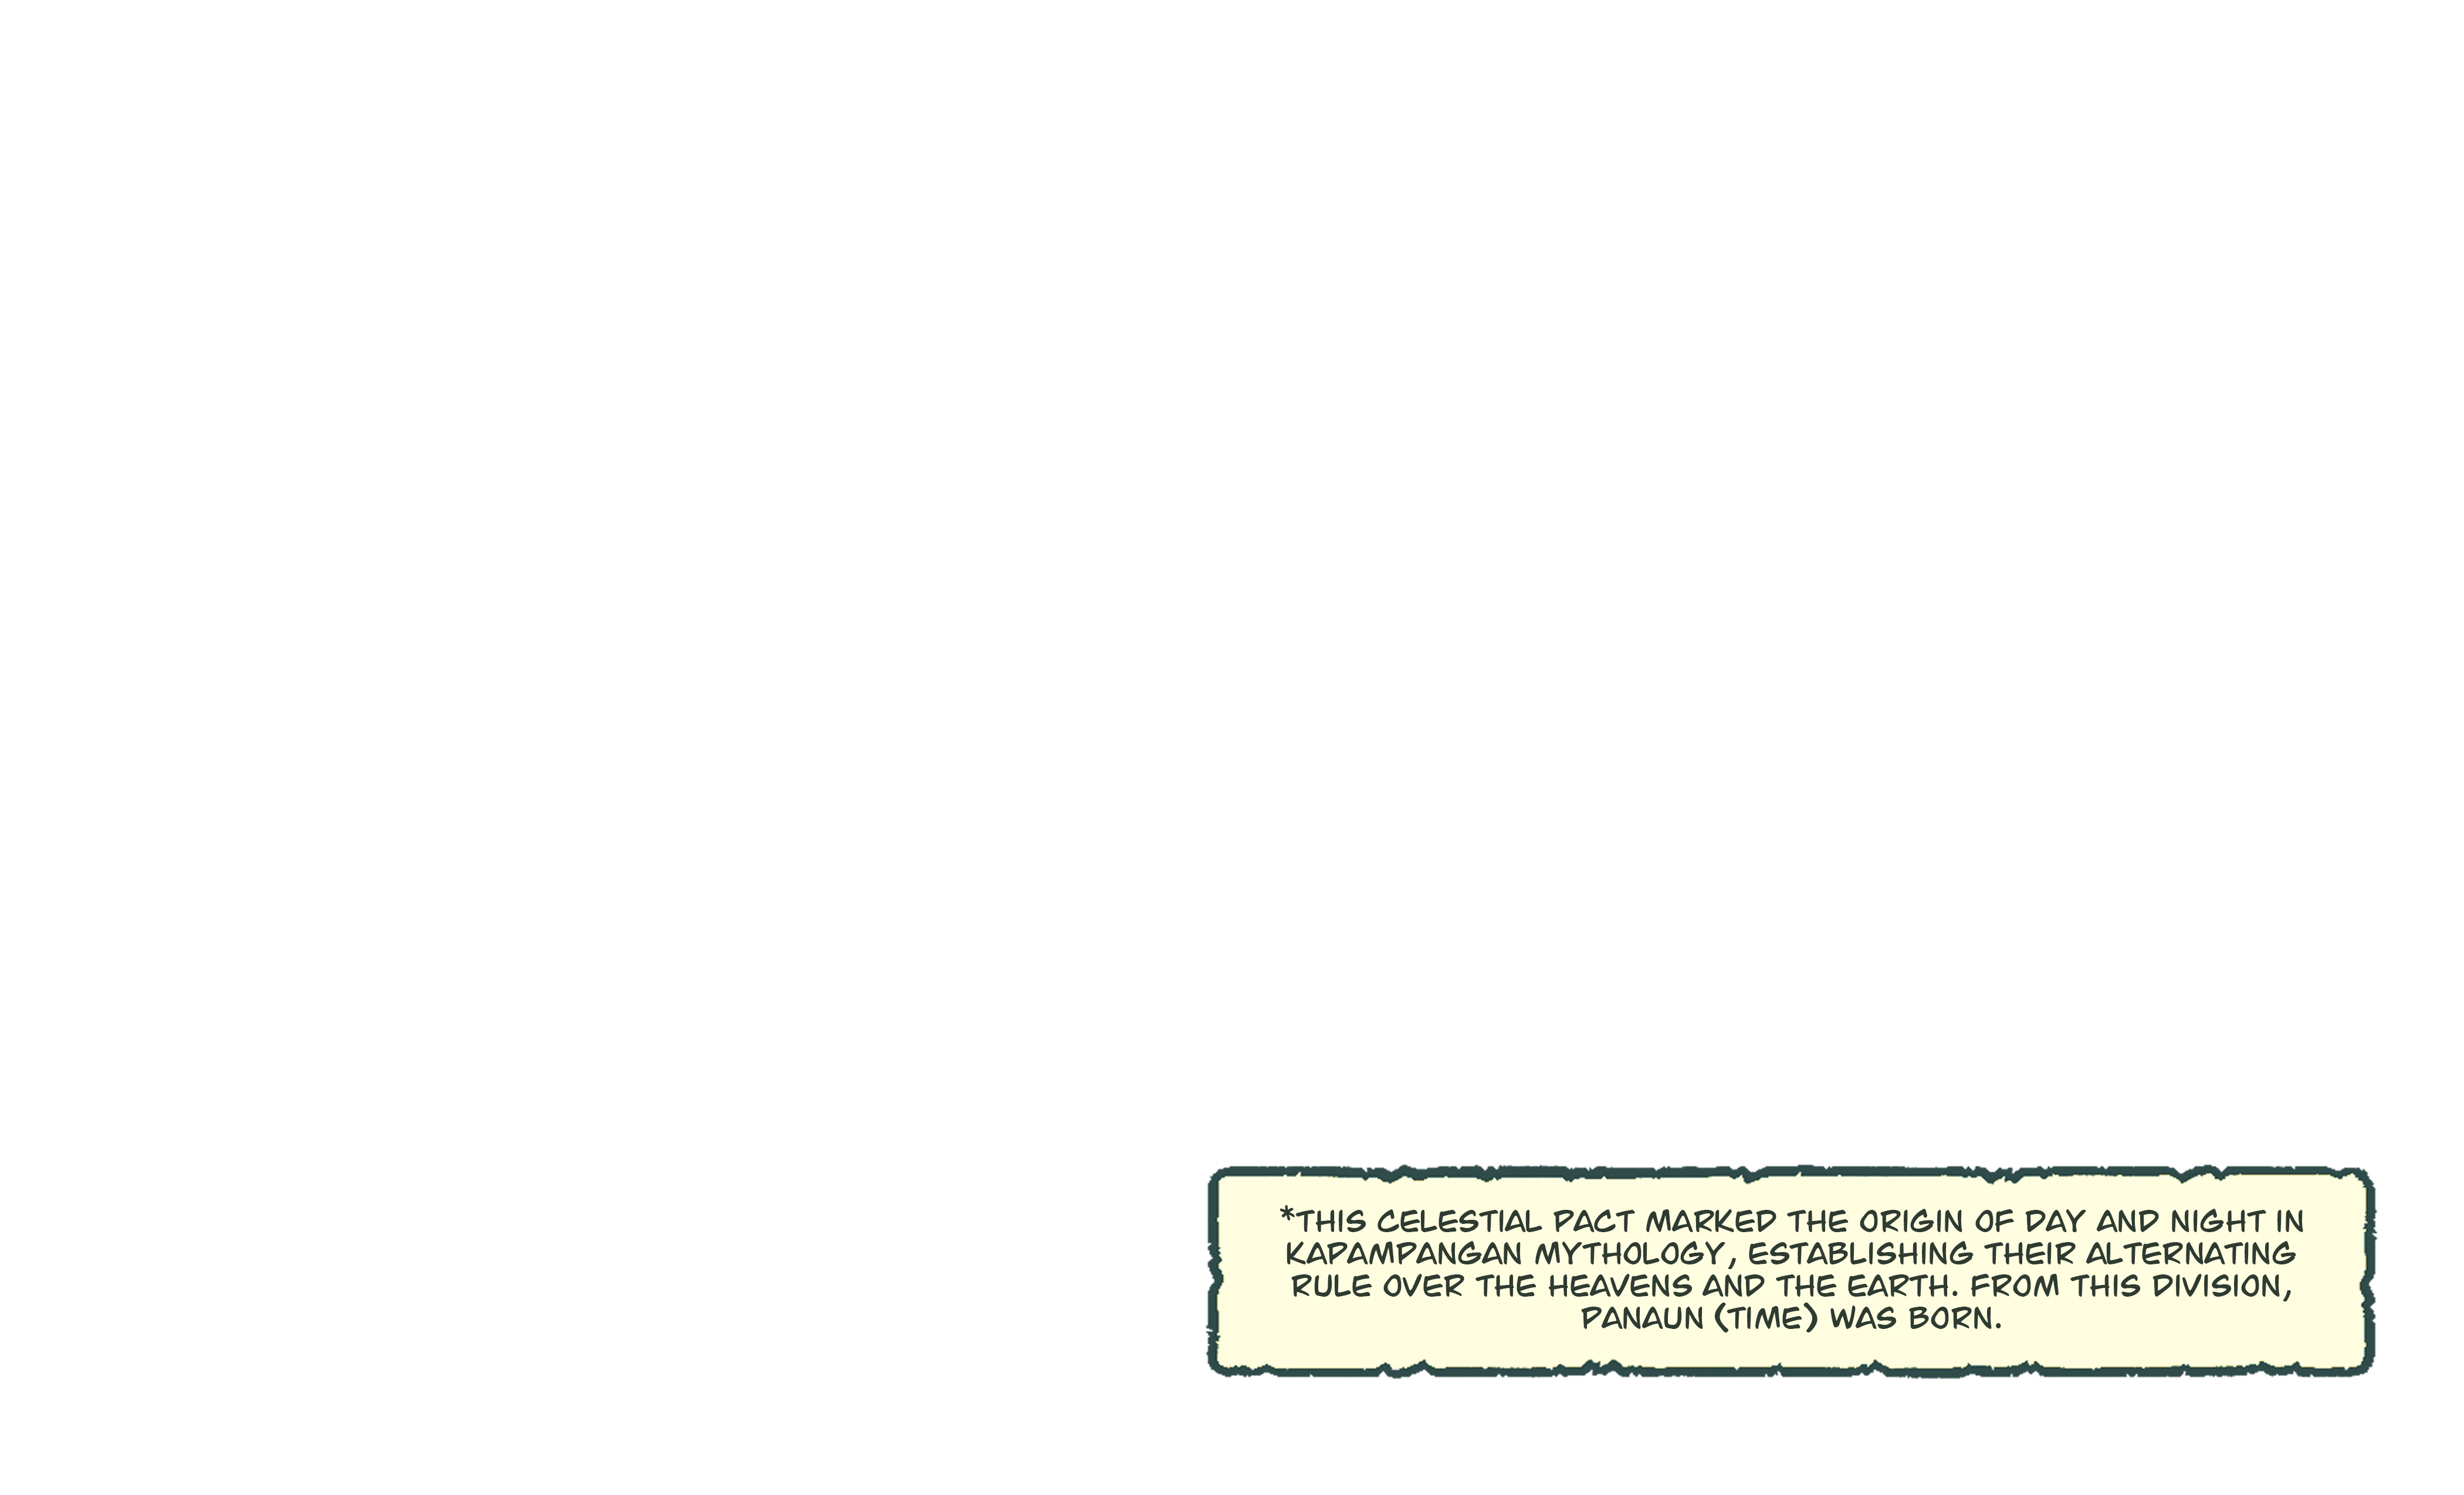 *THIS CELESTIAL PACT MARKED THE ORIGIN OF DAY AND NIGHT IN
KAPAMPANGAN MYTHOLOGY, ESTABLISHING THEIR ALTERNATING
RULE OVER THE HEAVENS AND THE EARTH. FROM THIS DIVISION,
PANAUN (TIME) WAS BORN.